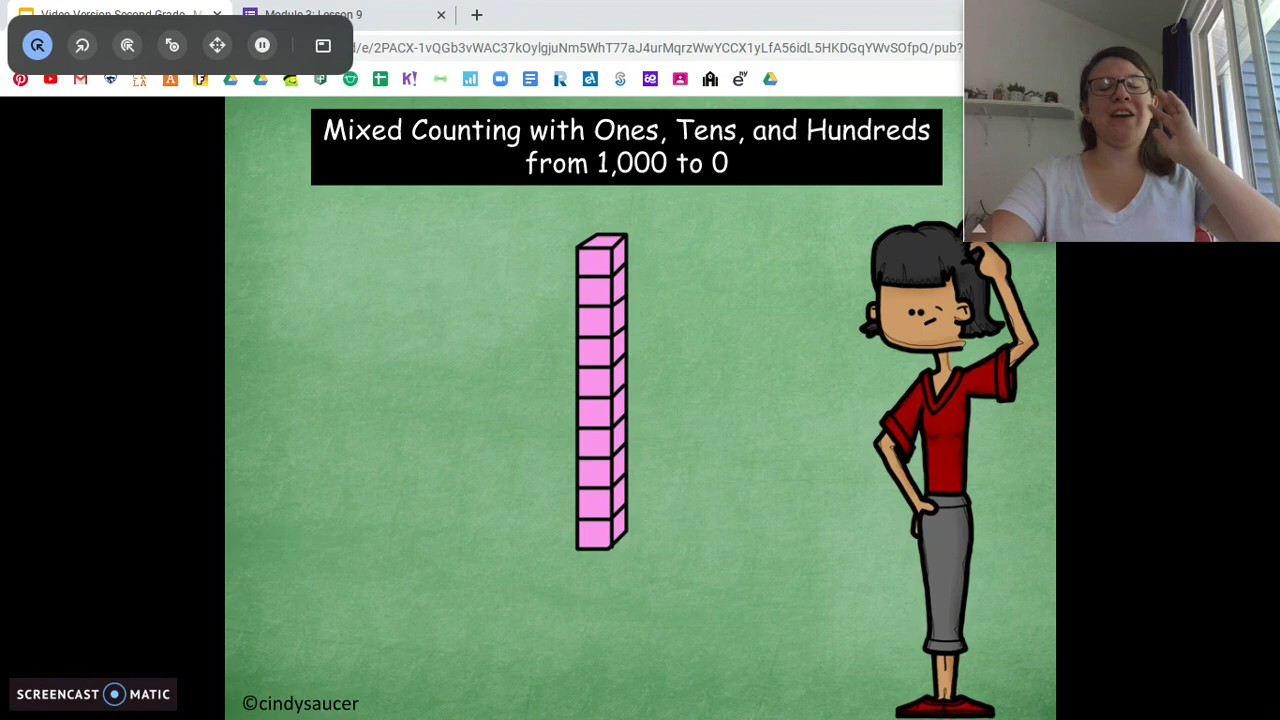 Video Version Second Grade
Module 3: Lesson 9
d/e/2PACX-1vQGb3vWAC37kOylgjuNm5WhT77aJ4urMqrzWwYCCX1yLfA56idL5HKDGqYWvSOfpQ/pub?
K!
Mixed Counting with Ones, Tens, and Hundreds
from 1,000 to 0
SCREENCAST MATIC
©cindysaucer